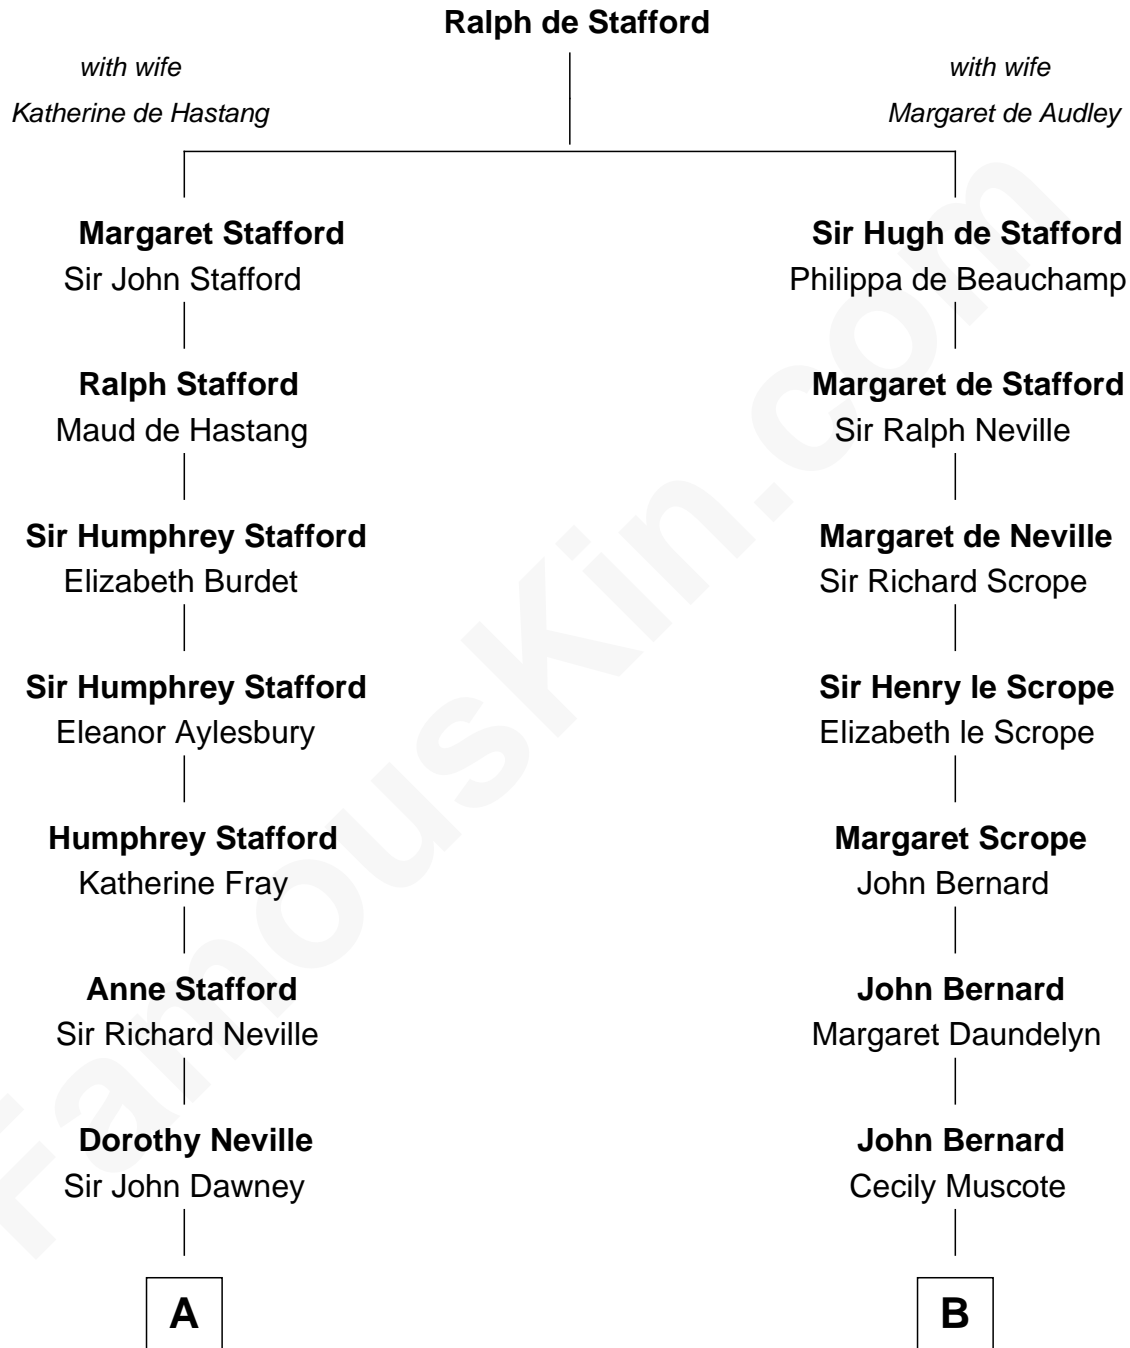 Ralph de Stafford
with wife
Katherine de Hastang
with wife
Margaret de Audley
Margaret Stafford
Sir John Stafford
Sir Hugh de Stafford
Philippa de Beauchamp
Ralph Stafford
Maud de Hastang
Margaret de Stafford
Sir Ralph Neville
Sir Humphrey Stafford
Elizabeth Burdet
Margaret de Neville
Sir Richard Scrope
Sir Humphrey Stafford
Eleanor Aylesbury
Sir Henry le Scrope
Elizabeth le Scrope
Humphrey Stafford
Katherine Fray
Margaret Scrope
John Bernard
Anne Stafford
Sir Richard Neville
John Bernard
Margaret Daundelyn
Dorothy Neville
Sir John Dawney
John Bernard
Cecily Muscote
A
B
FamousKin.com